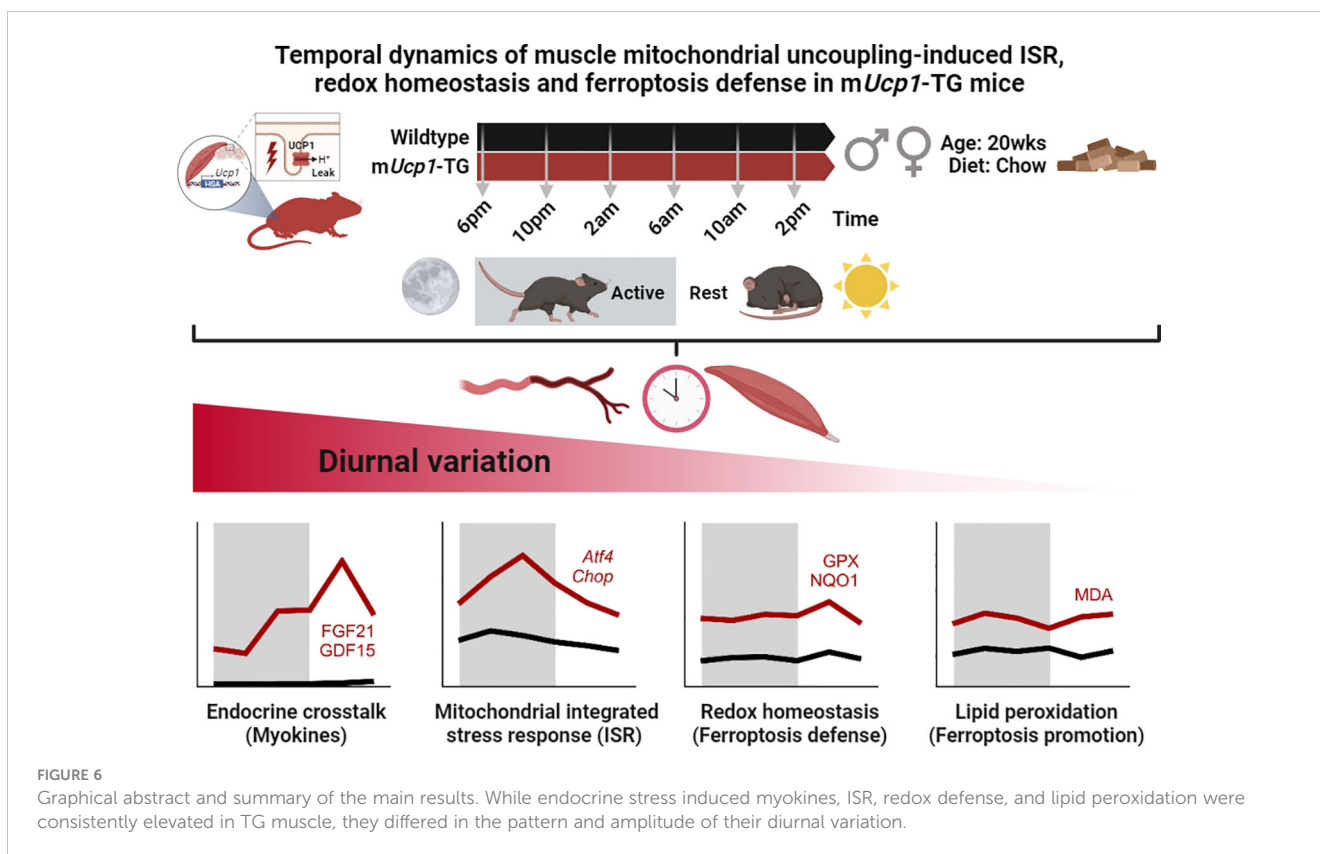 Temporal dynamics of muscle mitochondrial uncoupling-induced ISR,
redox homeostasis and ferroptosis defense in mUcp1-TG mice
UCP1
H+
Leak
Ucp1
HSA
Wildtype
mUcp1-TG
6pm
10pm
2am
6am
10am
2pm
Time
Age: 20wks
Diet: Chow
Active
Rest
Diurnal variation
FGF21
GDF15
Endocrine crosstalk
(Myokines)
Atf4
Chop
Mitochondrial integrated
stress response (ISR)
GPX
NQO1
Redox homeostasis
(Ferroptosis defense)
MDA
Lipid peroxidation
(Ferroptosis promotion)
FIGURE 6
Graphical abstract and summary of the main results. While endocrine stress induced myokines, ISR, redox defense, and lipid peroxidation were
consistently elevated in TG muscle, they differed in the pattern and amplitude of their diurnal variation.